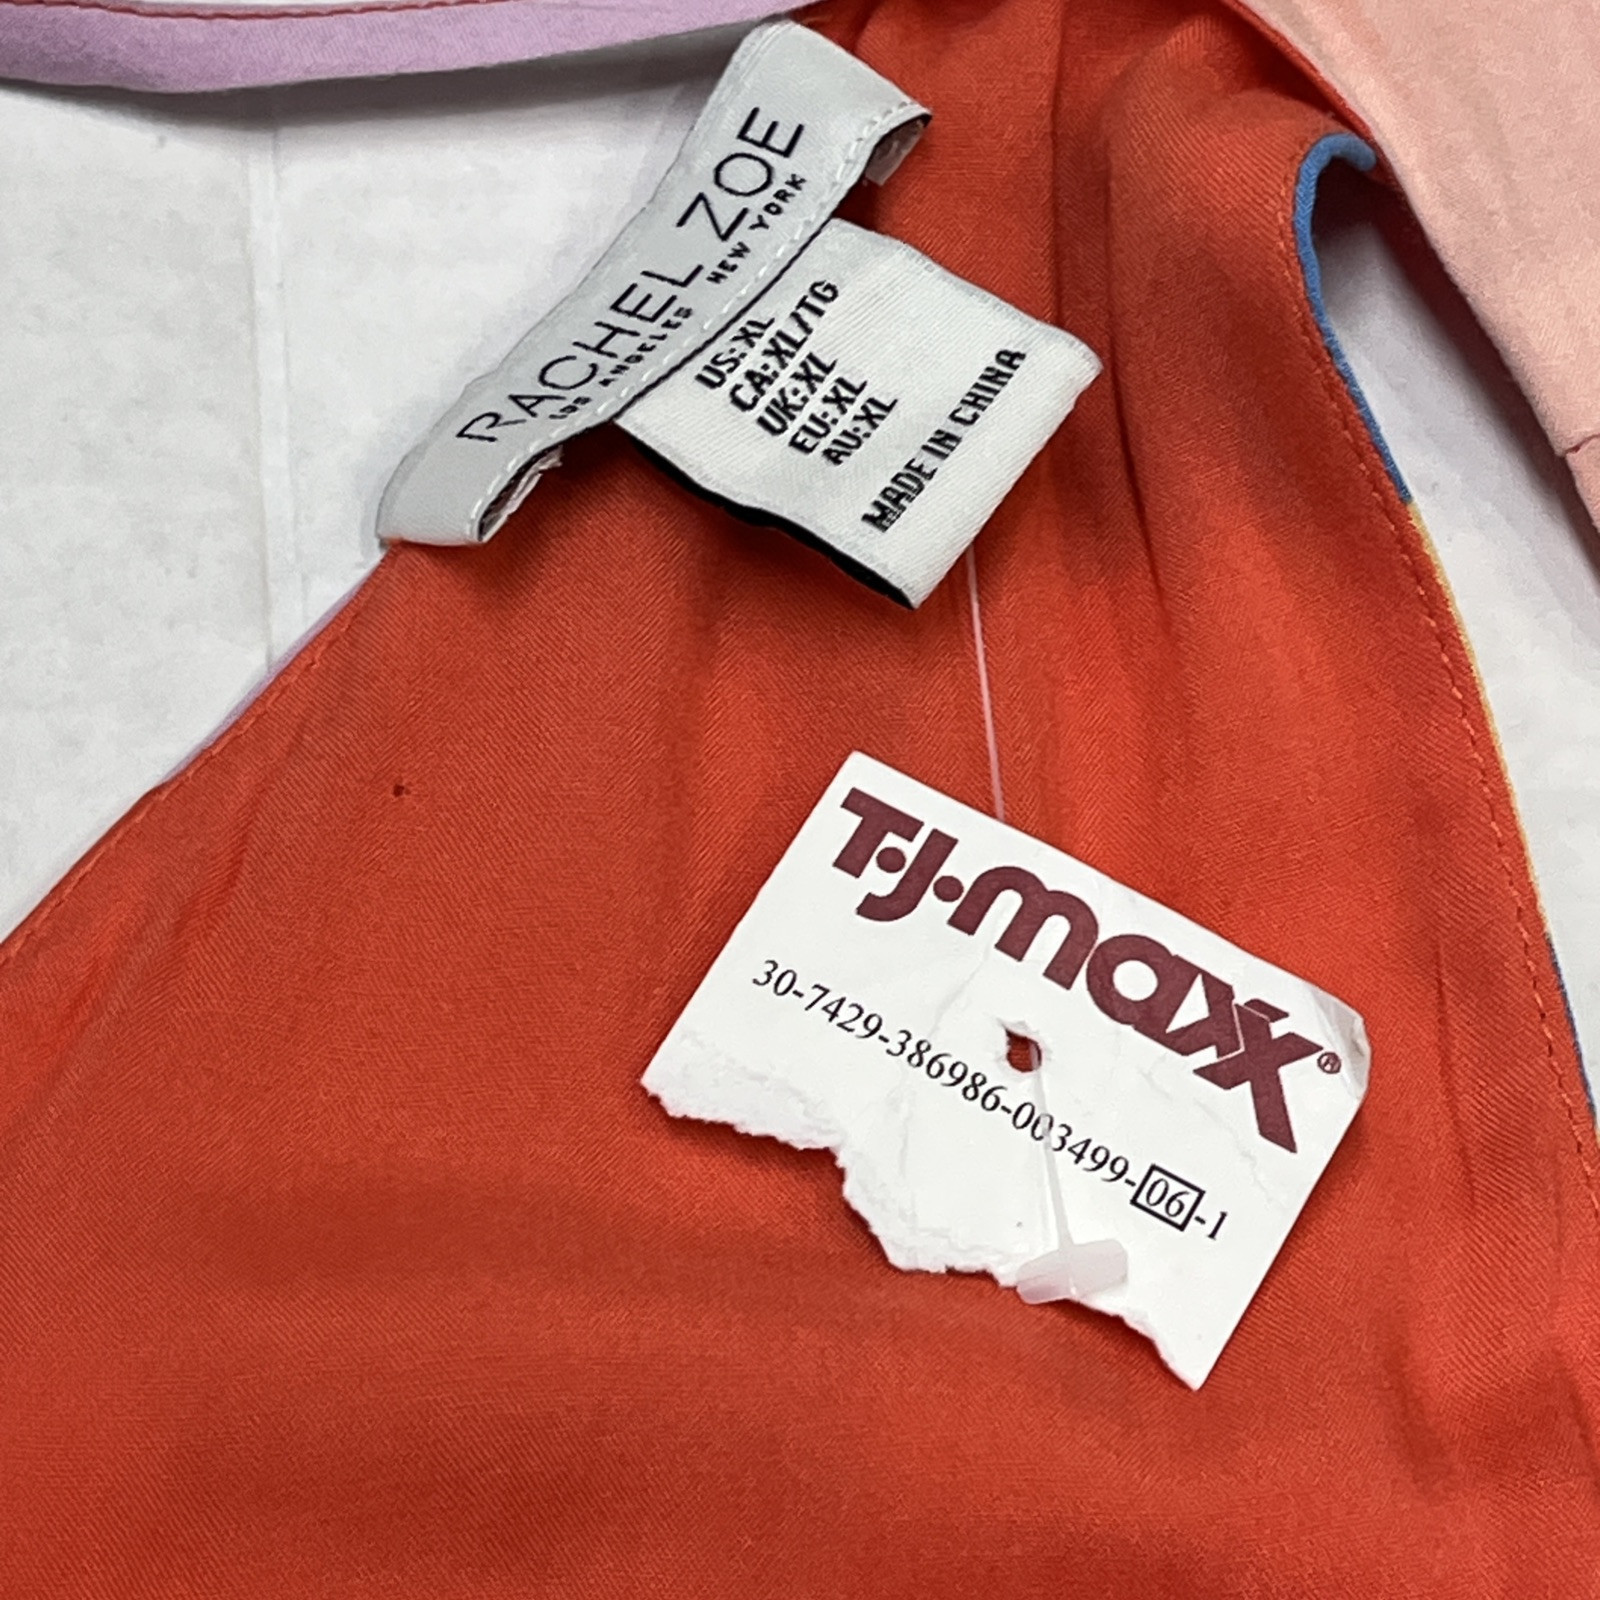 RACHEL ZOE
LOS ANGELES NEW YORK
US:XL
CA:XL/TG
UK:XL
EU:XL
AU:XL
MADE IN CHINA
T·J·maxx®
30-7429-386986-003499-06-1